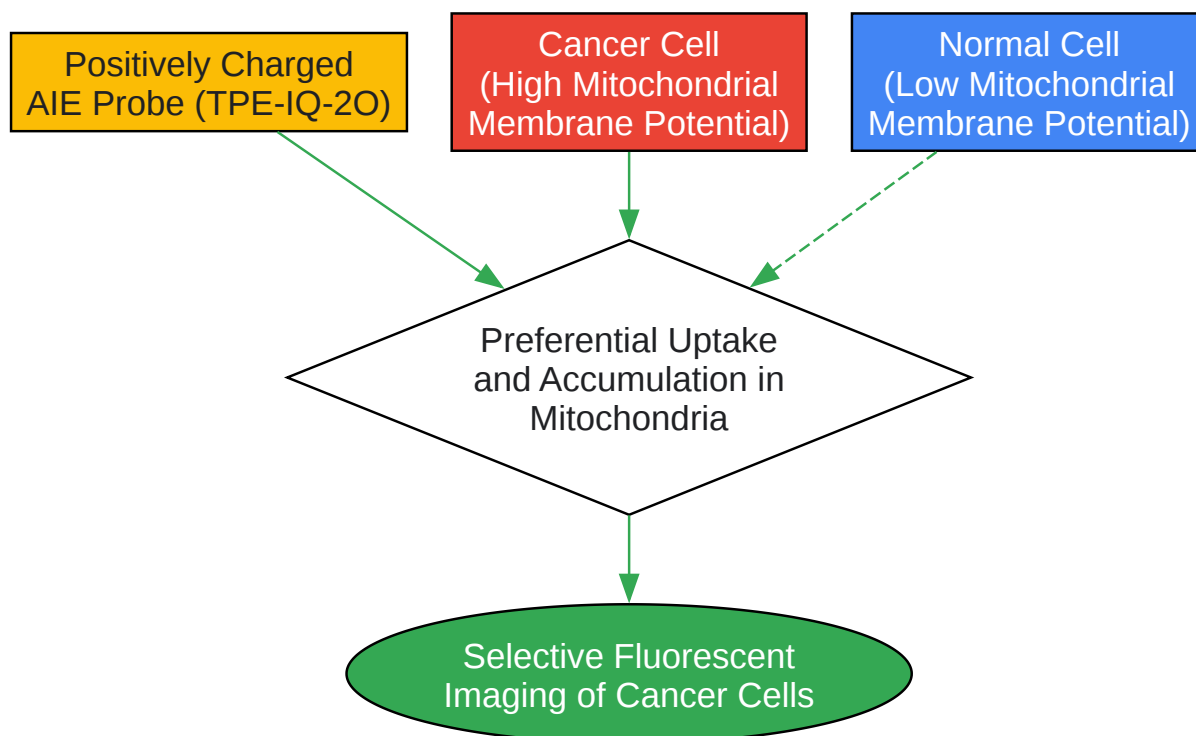 Positively Charged
AIE Probe (TPE-IQ-2O)
Cancer Cell
(High Mitochondrial
Membrane Potential)
Normal Cell
(Low Mitochondrial
Membrane Potential)
Preferential Uptake
and Accumulation in
Mitochondria
Selective Fluorescent
Imaging of Cancer Cells